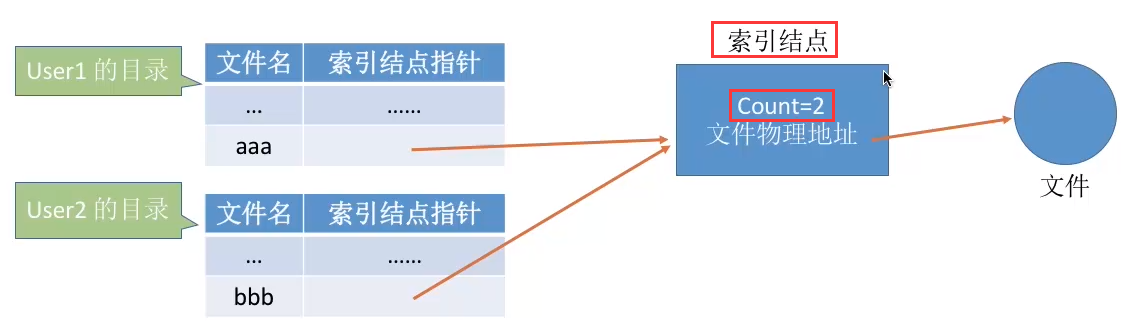 User1 的目录
文件名 索引结点指针
... ......
aaa
User2 的目录
文件名 索引结点指针
... ......
bbb
索引结点
Count=2
文件物理地址
文件